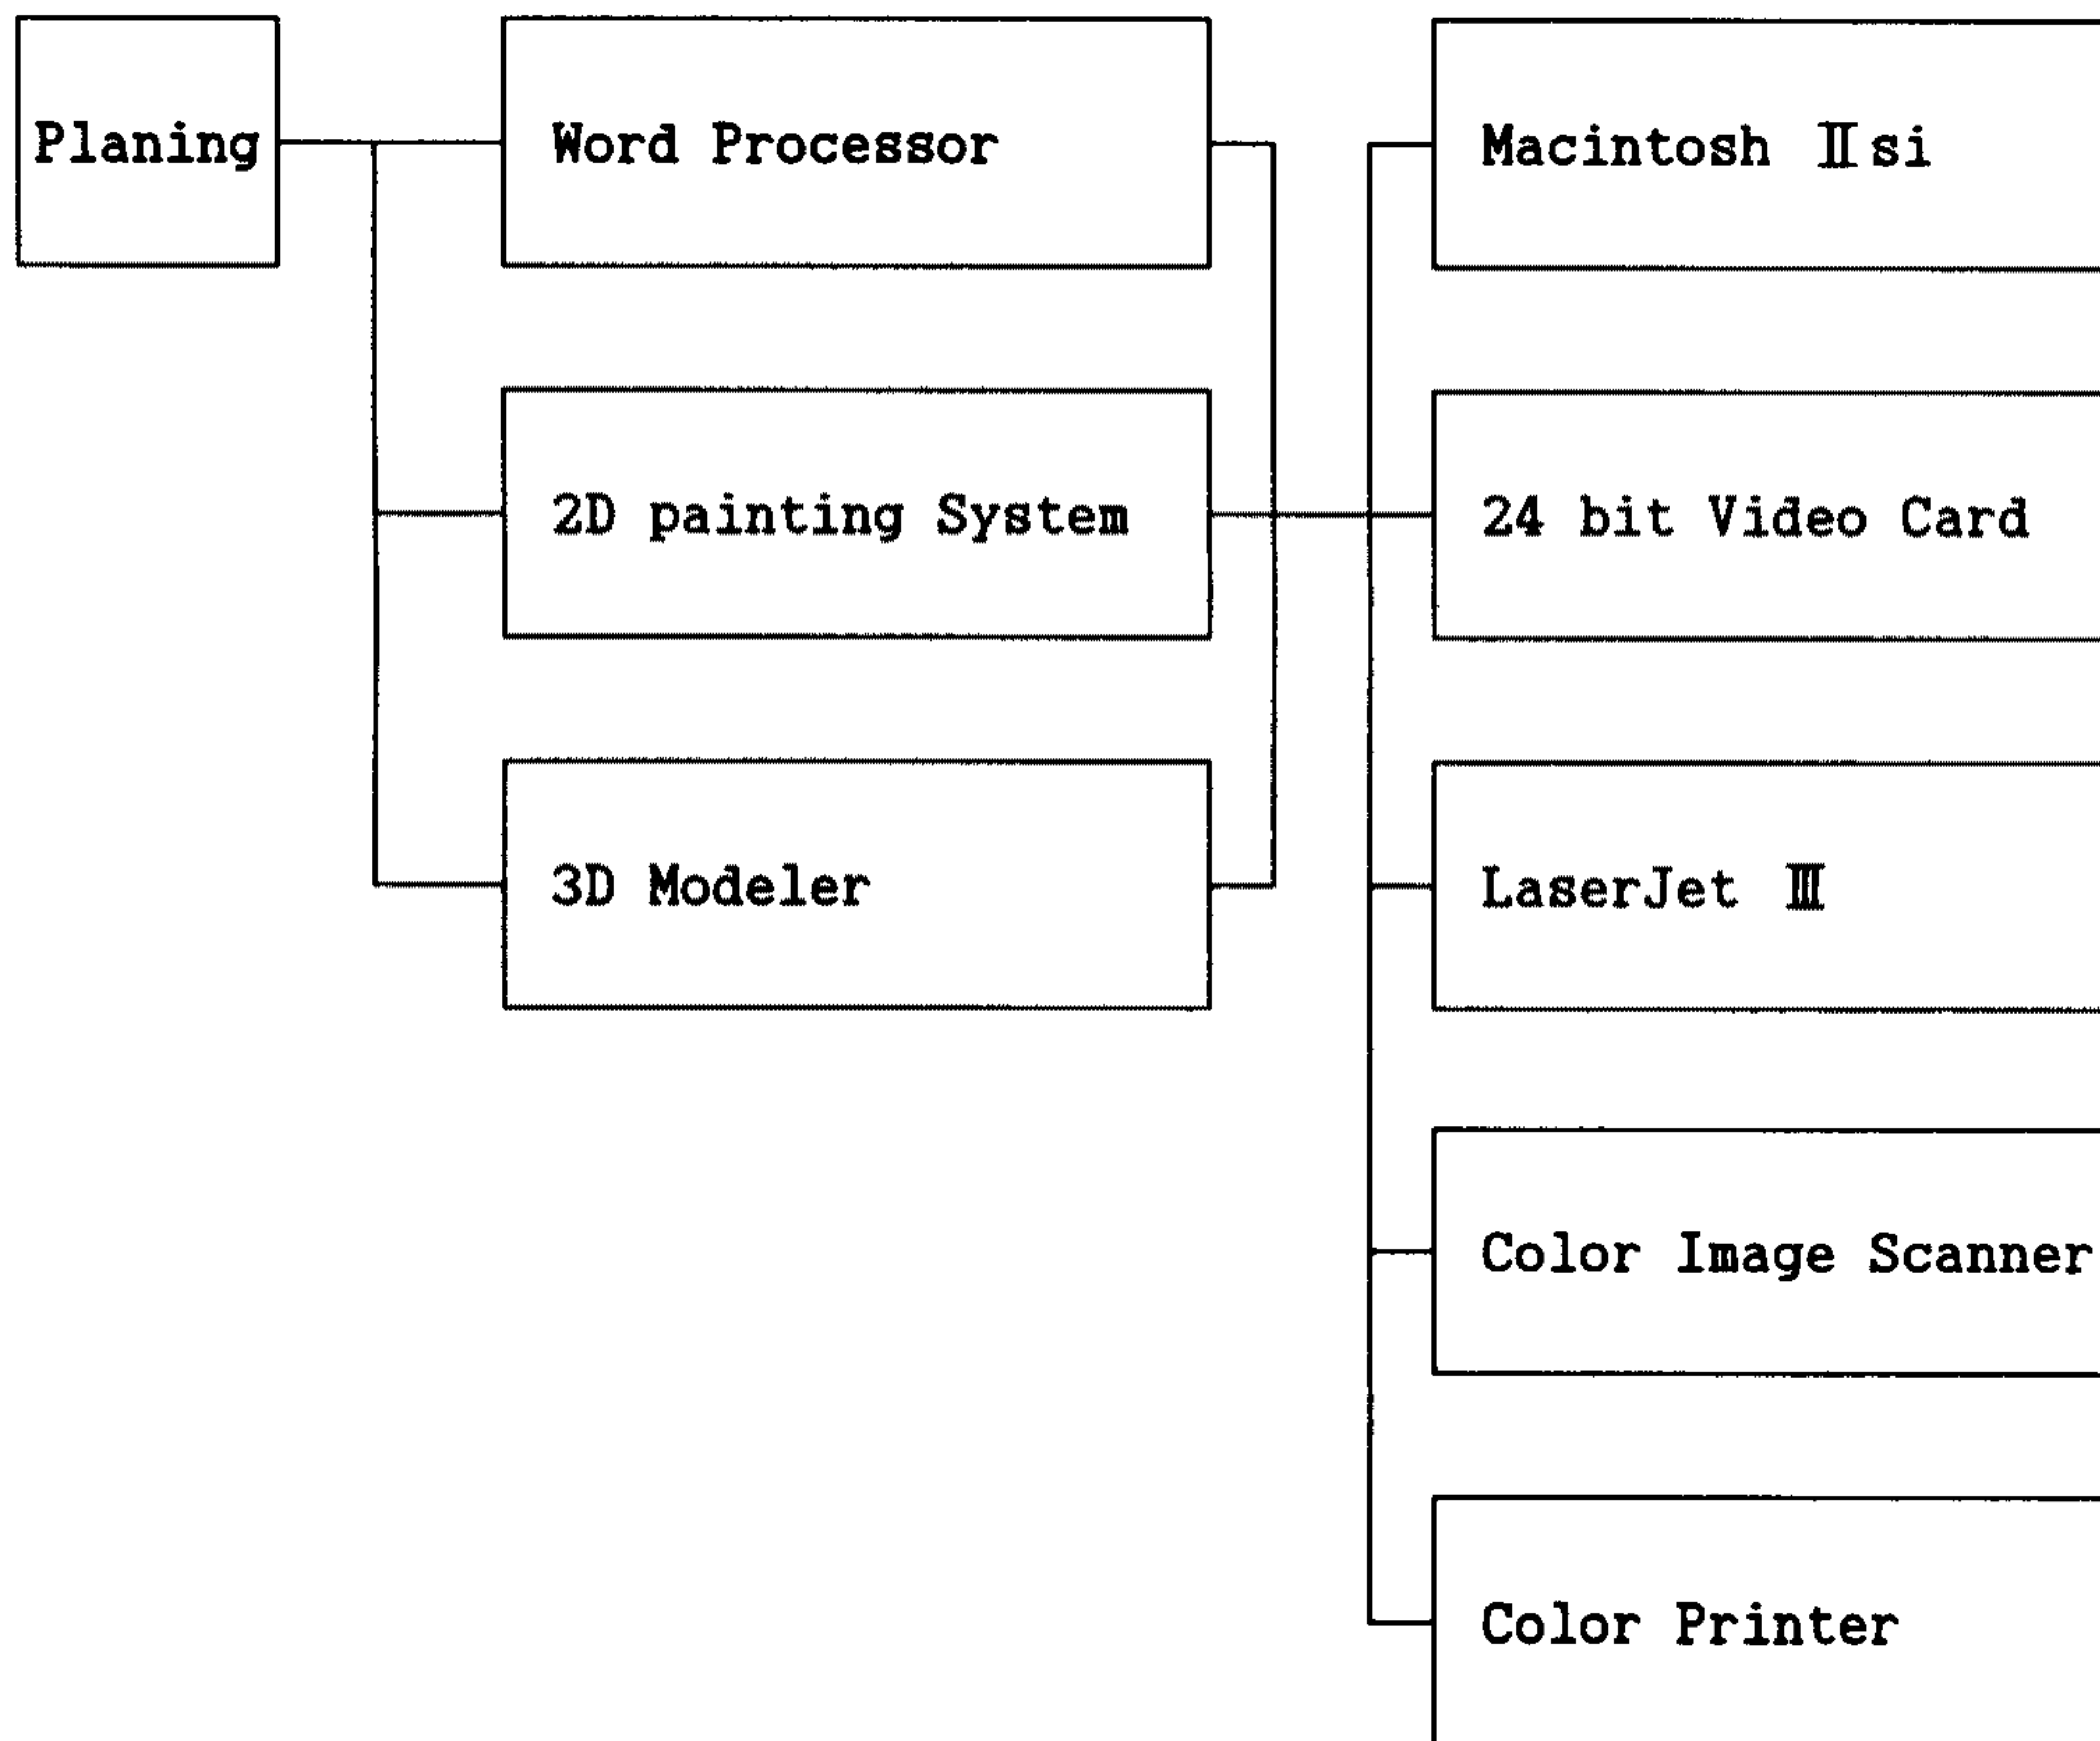 Planing
Word Processor
2D painting System
3D Modeler
Macintosh Ⅱsi
24 bit Video Card
LaserJet Ⅲ
Color Image Scanner
Color Printer